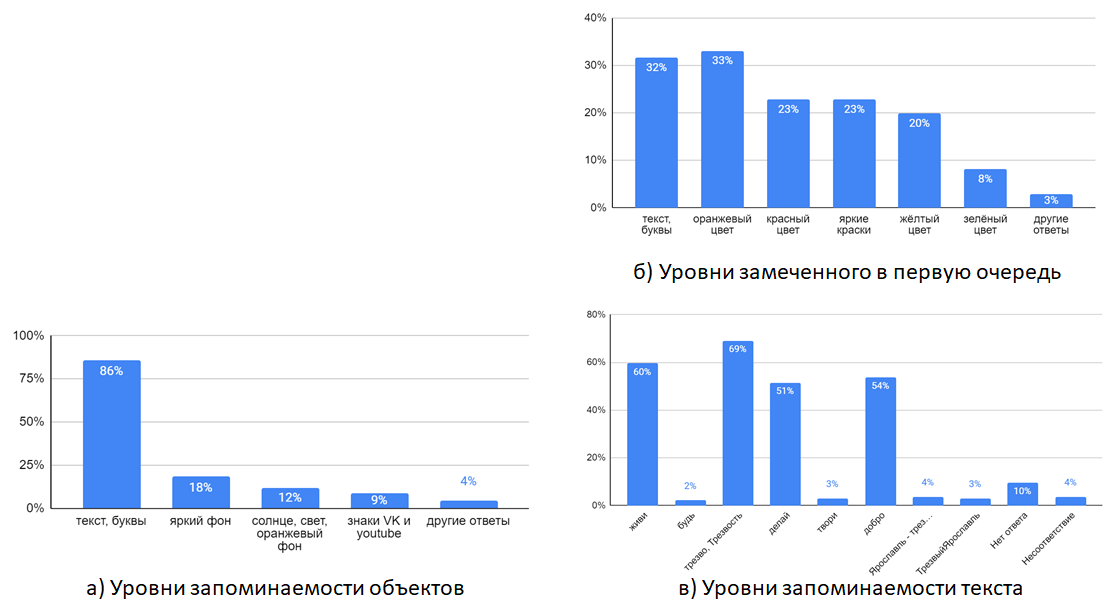 40%
30%
20%
10%
0%
32%
33%
23%
23%
20%
8%
3%
текст, буквы
оранжевый цвет
красный цвет
яркие краски
жёлтый цвет
зелёный цвет
другие ответы
б) Уровни замеченного в первую очередь
100%
75%
50%
25%
0%
86%
18%
12%
9%
4%
текст, буквы
яркий фон
солнце, свет, оранжевый фон
знаки VK и youtube
другие ответы
а) Уровни запоминаемости объектов
80%
60%
40%
20%
0%
60%
2%
69%
51%
3%
54%
4%
3%
10%
4%
живи
будь
трезво, Трезвость
делай
твори
добро
Ярославль - трез…
ТрезвыйЯрославль
Нет ответа
Несоответствие
в) Уровни запоминаемости текста